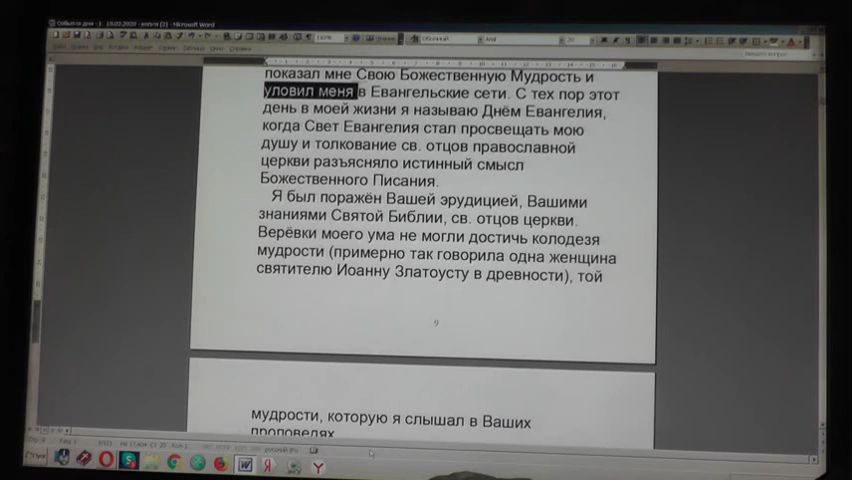 показал мне Свою Божественную Мудрость и
уловил меня в Евангельские сети. С тех пор этот
день в моей жизни я называю Днём Евангелия,
когда Свет Евангелия стал просвещать мою
душу и толкование св. отцов православной
церкви разъясняло истинный смысл
Божественного Писания.
Я был поражён Вашей эрудицией, Вашими
знаниями Святой Библии, св. отцов церкви.
Верёвки моего ума не могли достичь колодезя
мудрости (примерно так говорила одна женщина
святителю Иоанну Златоусту в древности), той
9
мудрости, которую я слышал в Ваших
проповедях